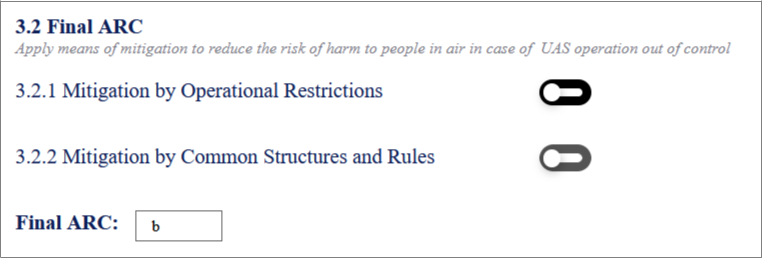 3.2 Final ARC
Apply means of mitigation to reduce the risk of harm to people in air in case of UAS operation out of control
3.2.1 Mitigation by Operational Restrictions
3.2.2 Mitigation by Common Structures and Rules
Final ARC: b